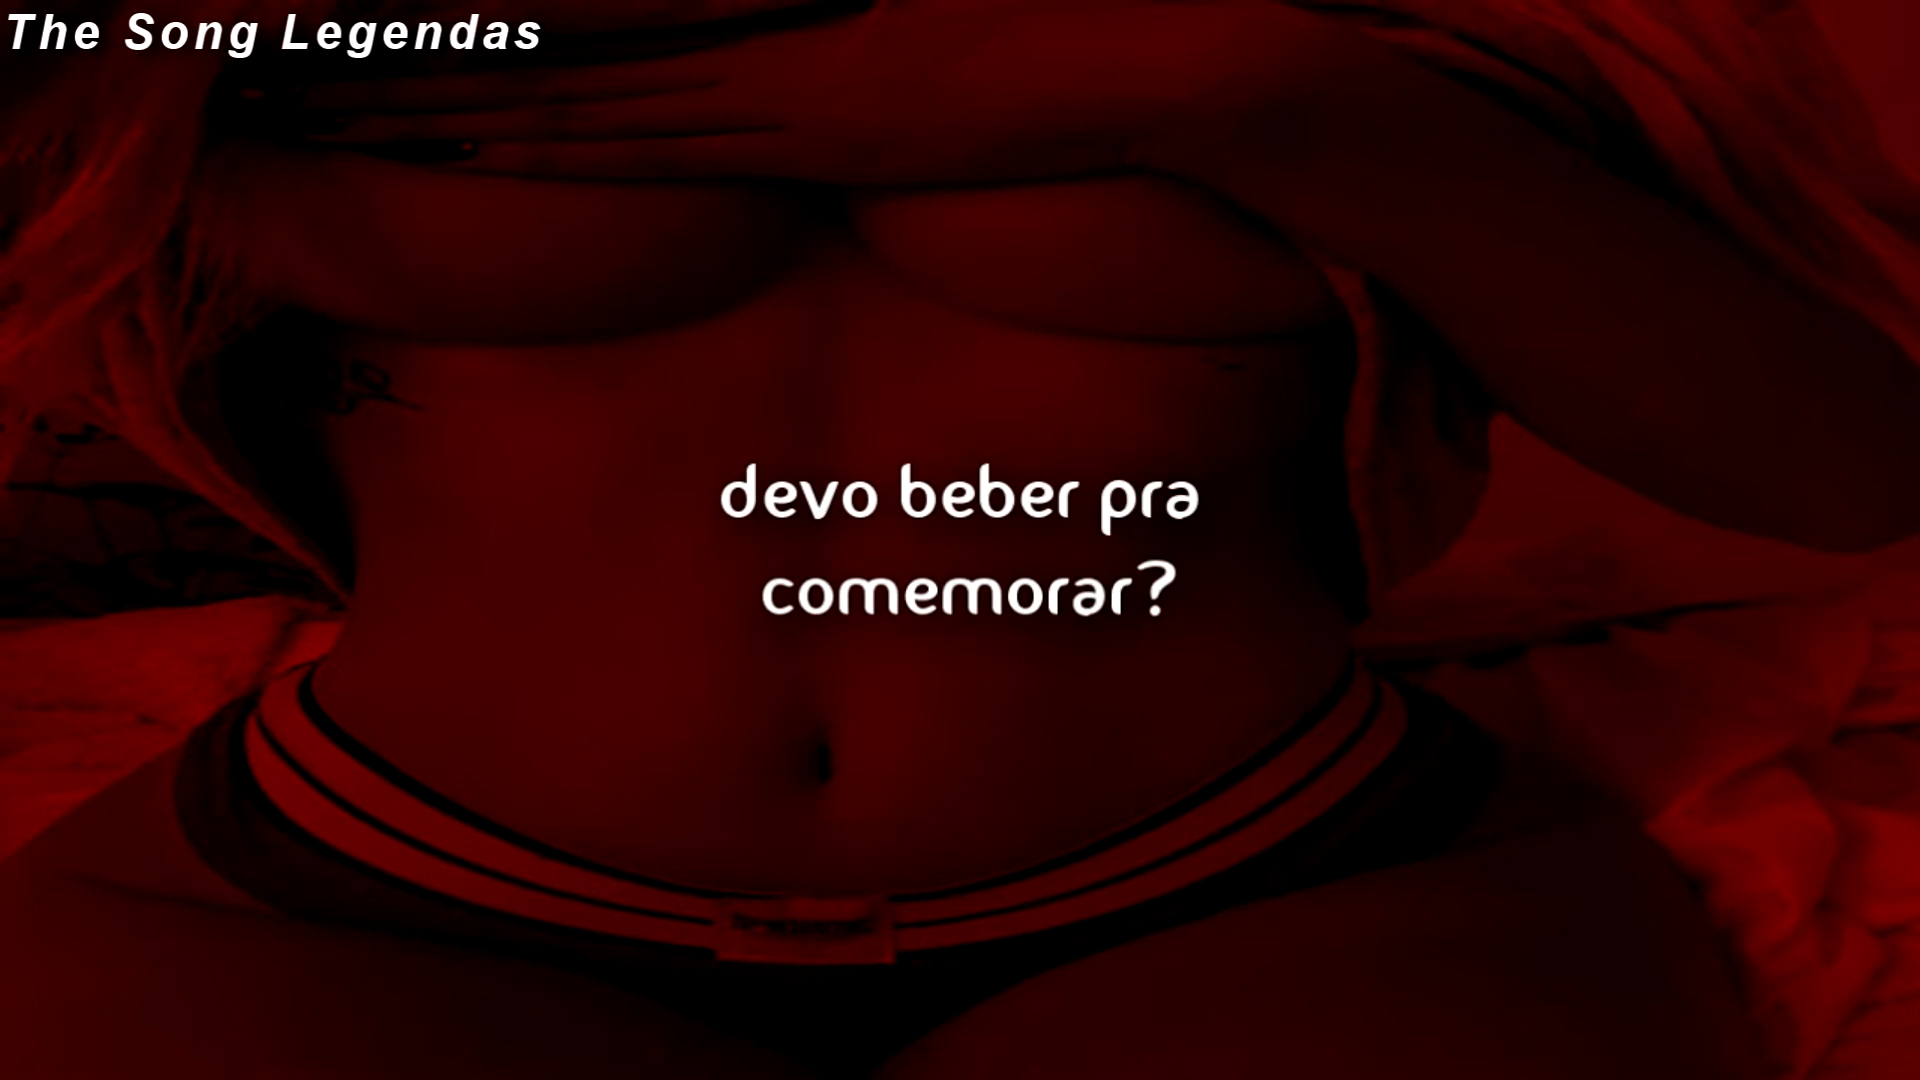 The Song Legendas
devo beber pra
comemorar?